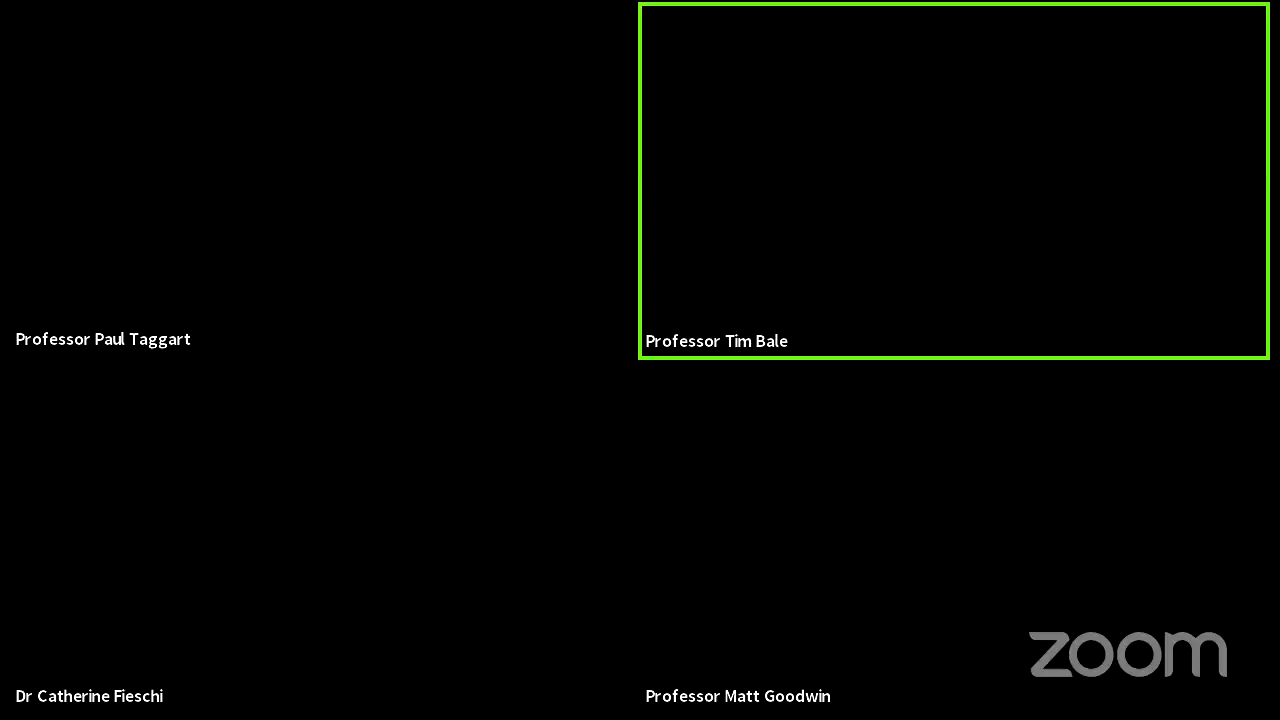 Professor Paul Taggart
Professor Tim Bale
Dr Catherine Fieschi
Professor Matt Goodwin
zoom